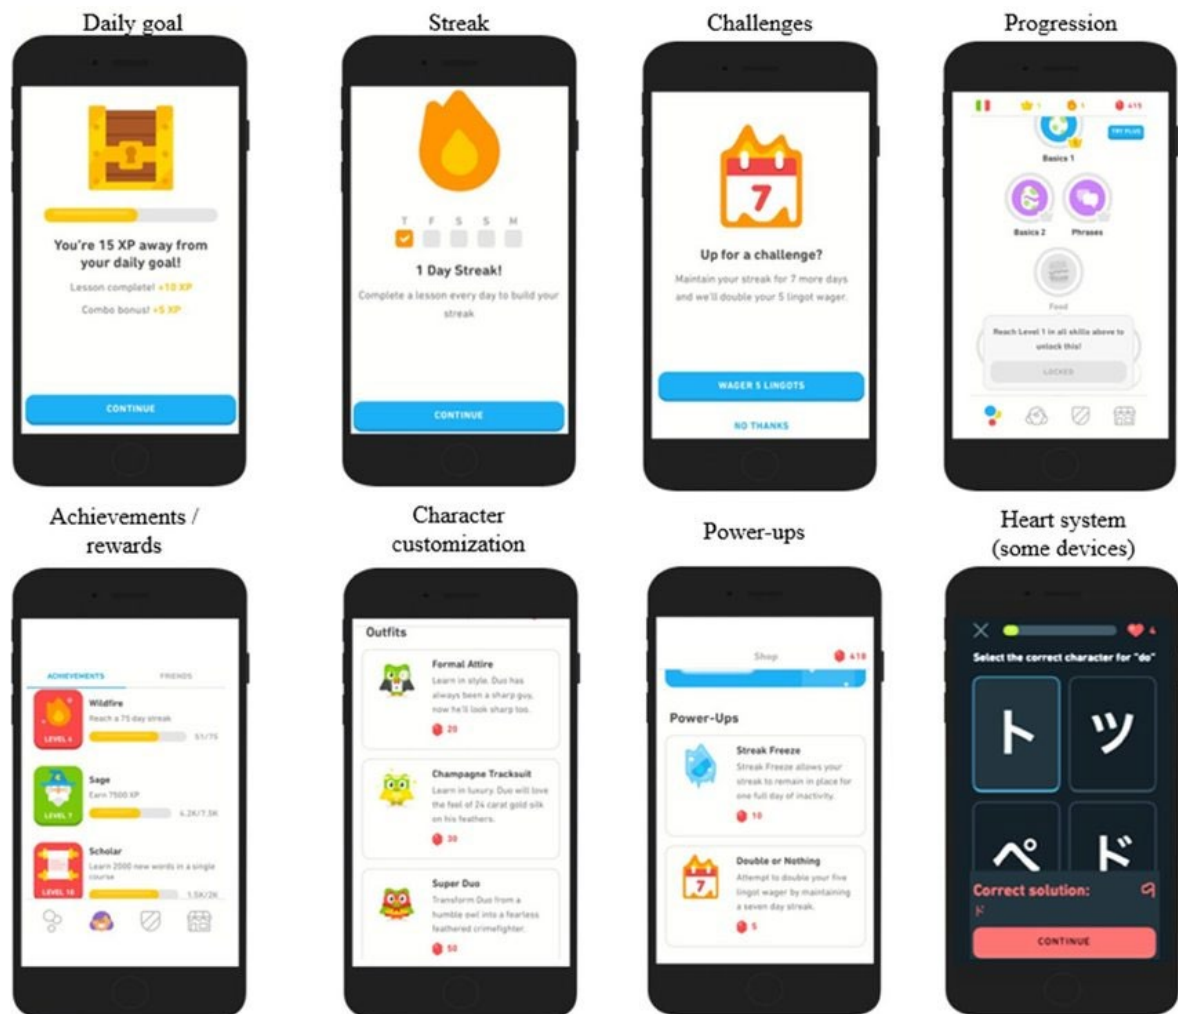 Daily goal
You're 15 XP away from
your daily goal!
Lesson complete! +10 XP
Combo bonus! +5 XP
CONTINUE
Streak
T F S S M
1 Day Streak!
Complete a lesson every day to build your
streak
CONTINUE
Challenges
7
Up for a challenge?
Maintain your streak for 7 more days
and we'll double your 5 lingot wager.
WAGER 5 LINGOTS
NO THANKS
Progression
1 1 415
TRY PLUS
Basics 1
Basics 2 Phrases
Food
Reach Level 1 in all skills above to
unlock this!
LOCKED
Achievements /
rewards
ACHIEVEMENTS FRIENDS
Wildfire
Reach a 75 day streak
LEVEL 6
51/75
Sage
Earn 7500 XP
LEVEL 7
6.2K/7.5K
Scholar
Learn 2000 new words in a single
course
LEVEL 10
1.5K/2K
Character
customization
Outfits
Formal Attire
Learn in style. Duo has
always been a sharp guy,
now he'll look sharp too.
20
Champagne Tracksuit
Learn in luxury. Duo will love
the feel of 24 carat gold silk
on his feathers.
30
Super Duo
Transform Duo from a
humble owl into a fearless
feathered crimefighter.
50
Power-ups
Shop 418
Power-Ups
Streak Freeze
Streak Freeze allows your
streak to remain in place for
one full day of inactivity.
10
7
Double or Nothing
Attempt to double your five
lingot wager by maintaining
a seven day streak.
5
Heart system
(some devices)
4
Select the correct character for "do"
ト ツ
ペ ド
Correct solution:
ド
CONTINUE